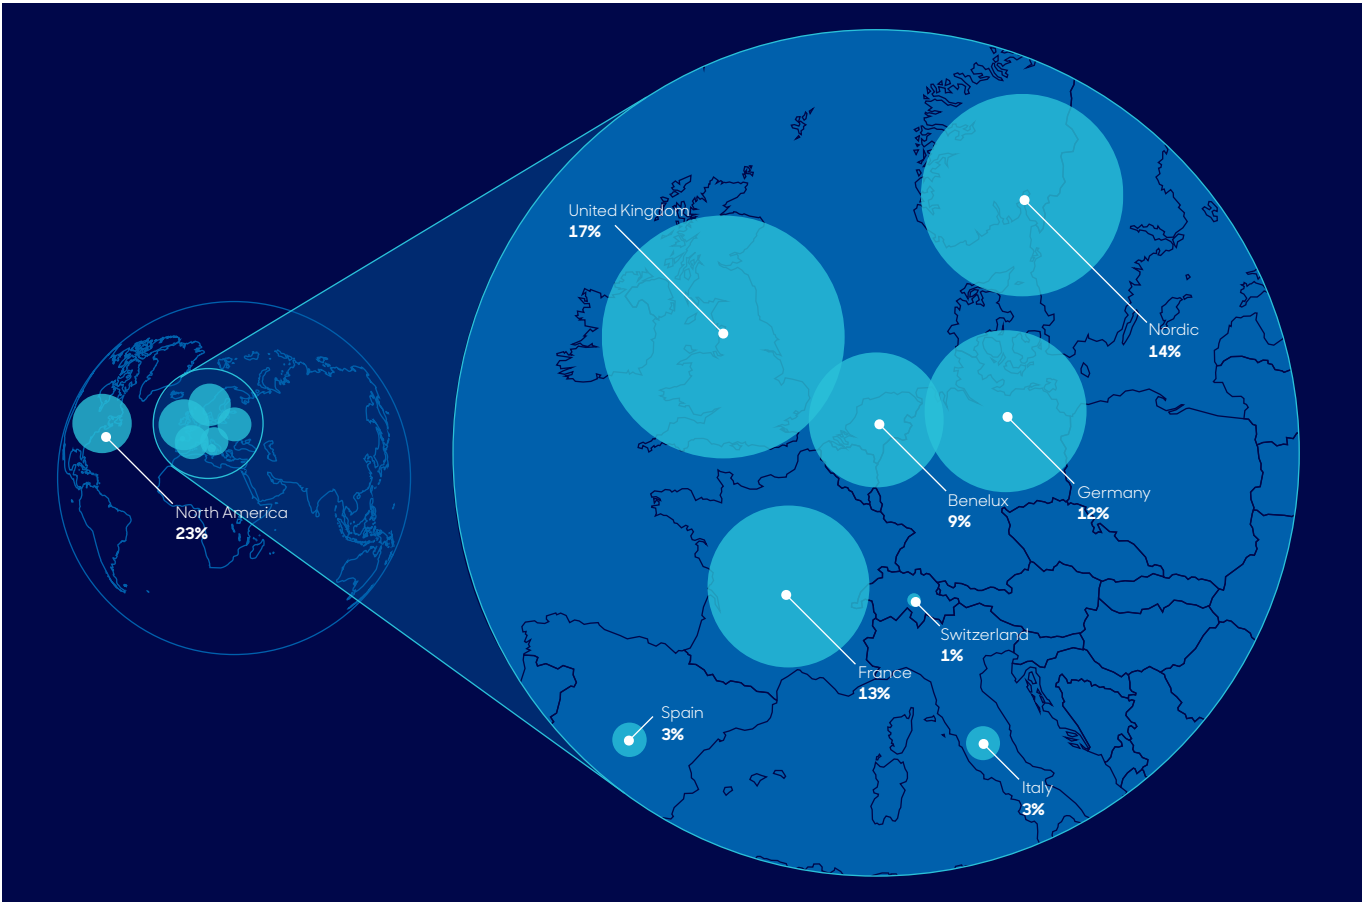 United Kingdom
17%
Nordic
14%
North America
23%
Benelux
9%
Germany
12%
Switzerland
1%
France
13%
Spain
3%
Italy
3%